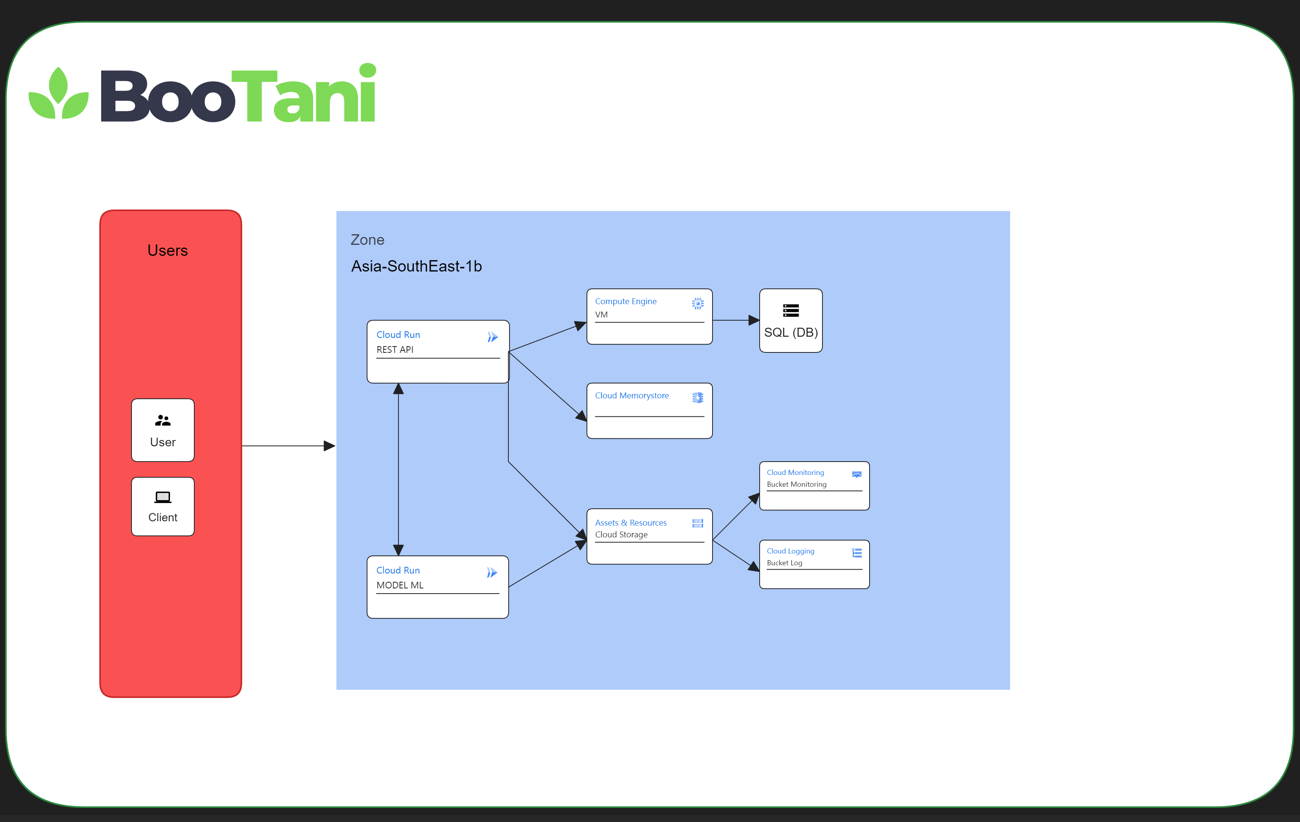 BooTani
Users
User
Client
Zone
Asia-SouthEast-1b
Cloud Run
REST API
Cloud Run
MODEL ML
Compute Engine
VM
SQL (DB)
Cloud Memorystore
Assets & Resources
Cloud Storage
Cloud Monitoring
Bucket Monitoring
Cloud Logging
Bucket Log